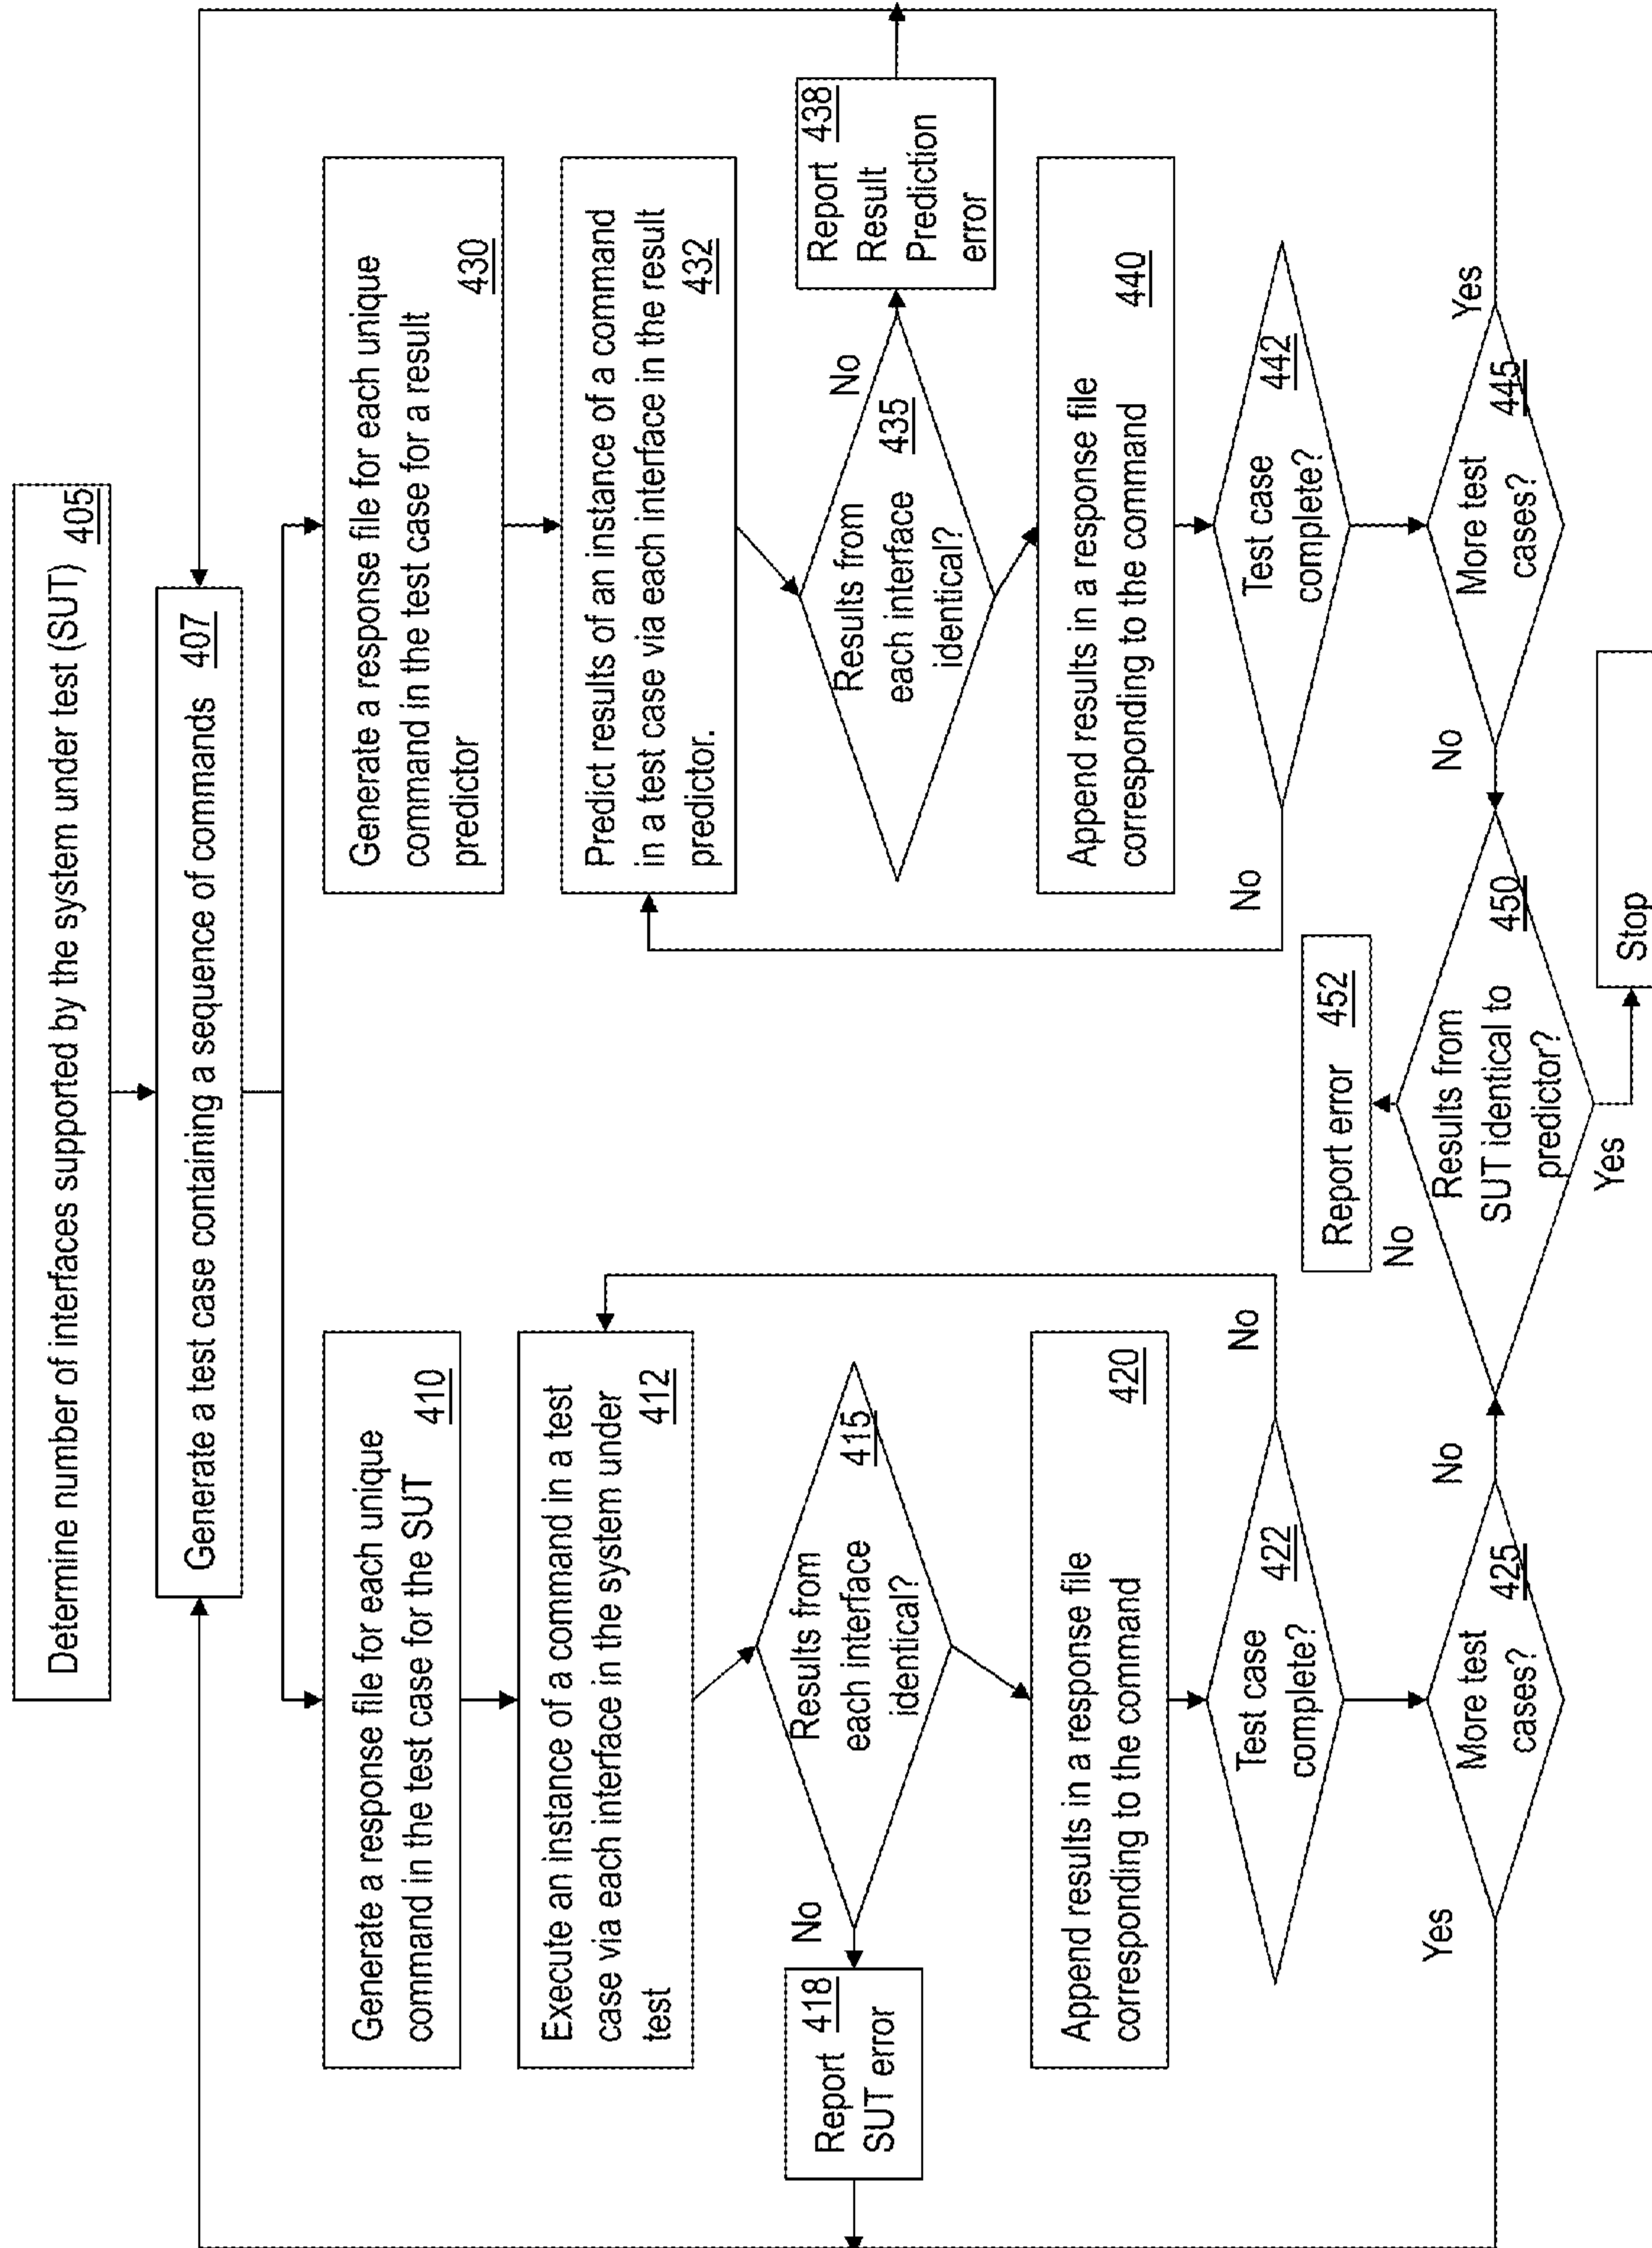 Determine number of interfaces supported by the system under test (SUT) 405
Generate a test case containing a sequence of commands 407
Generate a response file for each unique
command in the test case for the SUT
410
Execute an instance of a command in a test
case via each interface in the system under
test
412
Results from
each interface
identical?
415
No
Report 418
SUT error
Append results in a response file
corresponding to the command
420
Test case
complete?
422
No
More test
cases?
425
Yes
No
Generate a response file for each unique
command in the test case for a result
predictor
430
Predict results of an instance of a command
in a test case via each interface in the result
predictor.
432
Results from
each interface
identical?
435
No
Report 438
Result
Prediction
error
Append results in a response file
corresponding to the command
440
Test case
complete?
442
No
More test
cases?
445
Yes
No
Results from
SUT identical to
predictor?
450
No
Report error 452
Yes
Stop